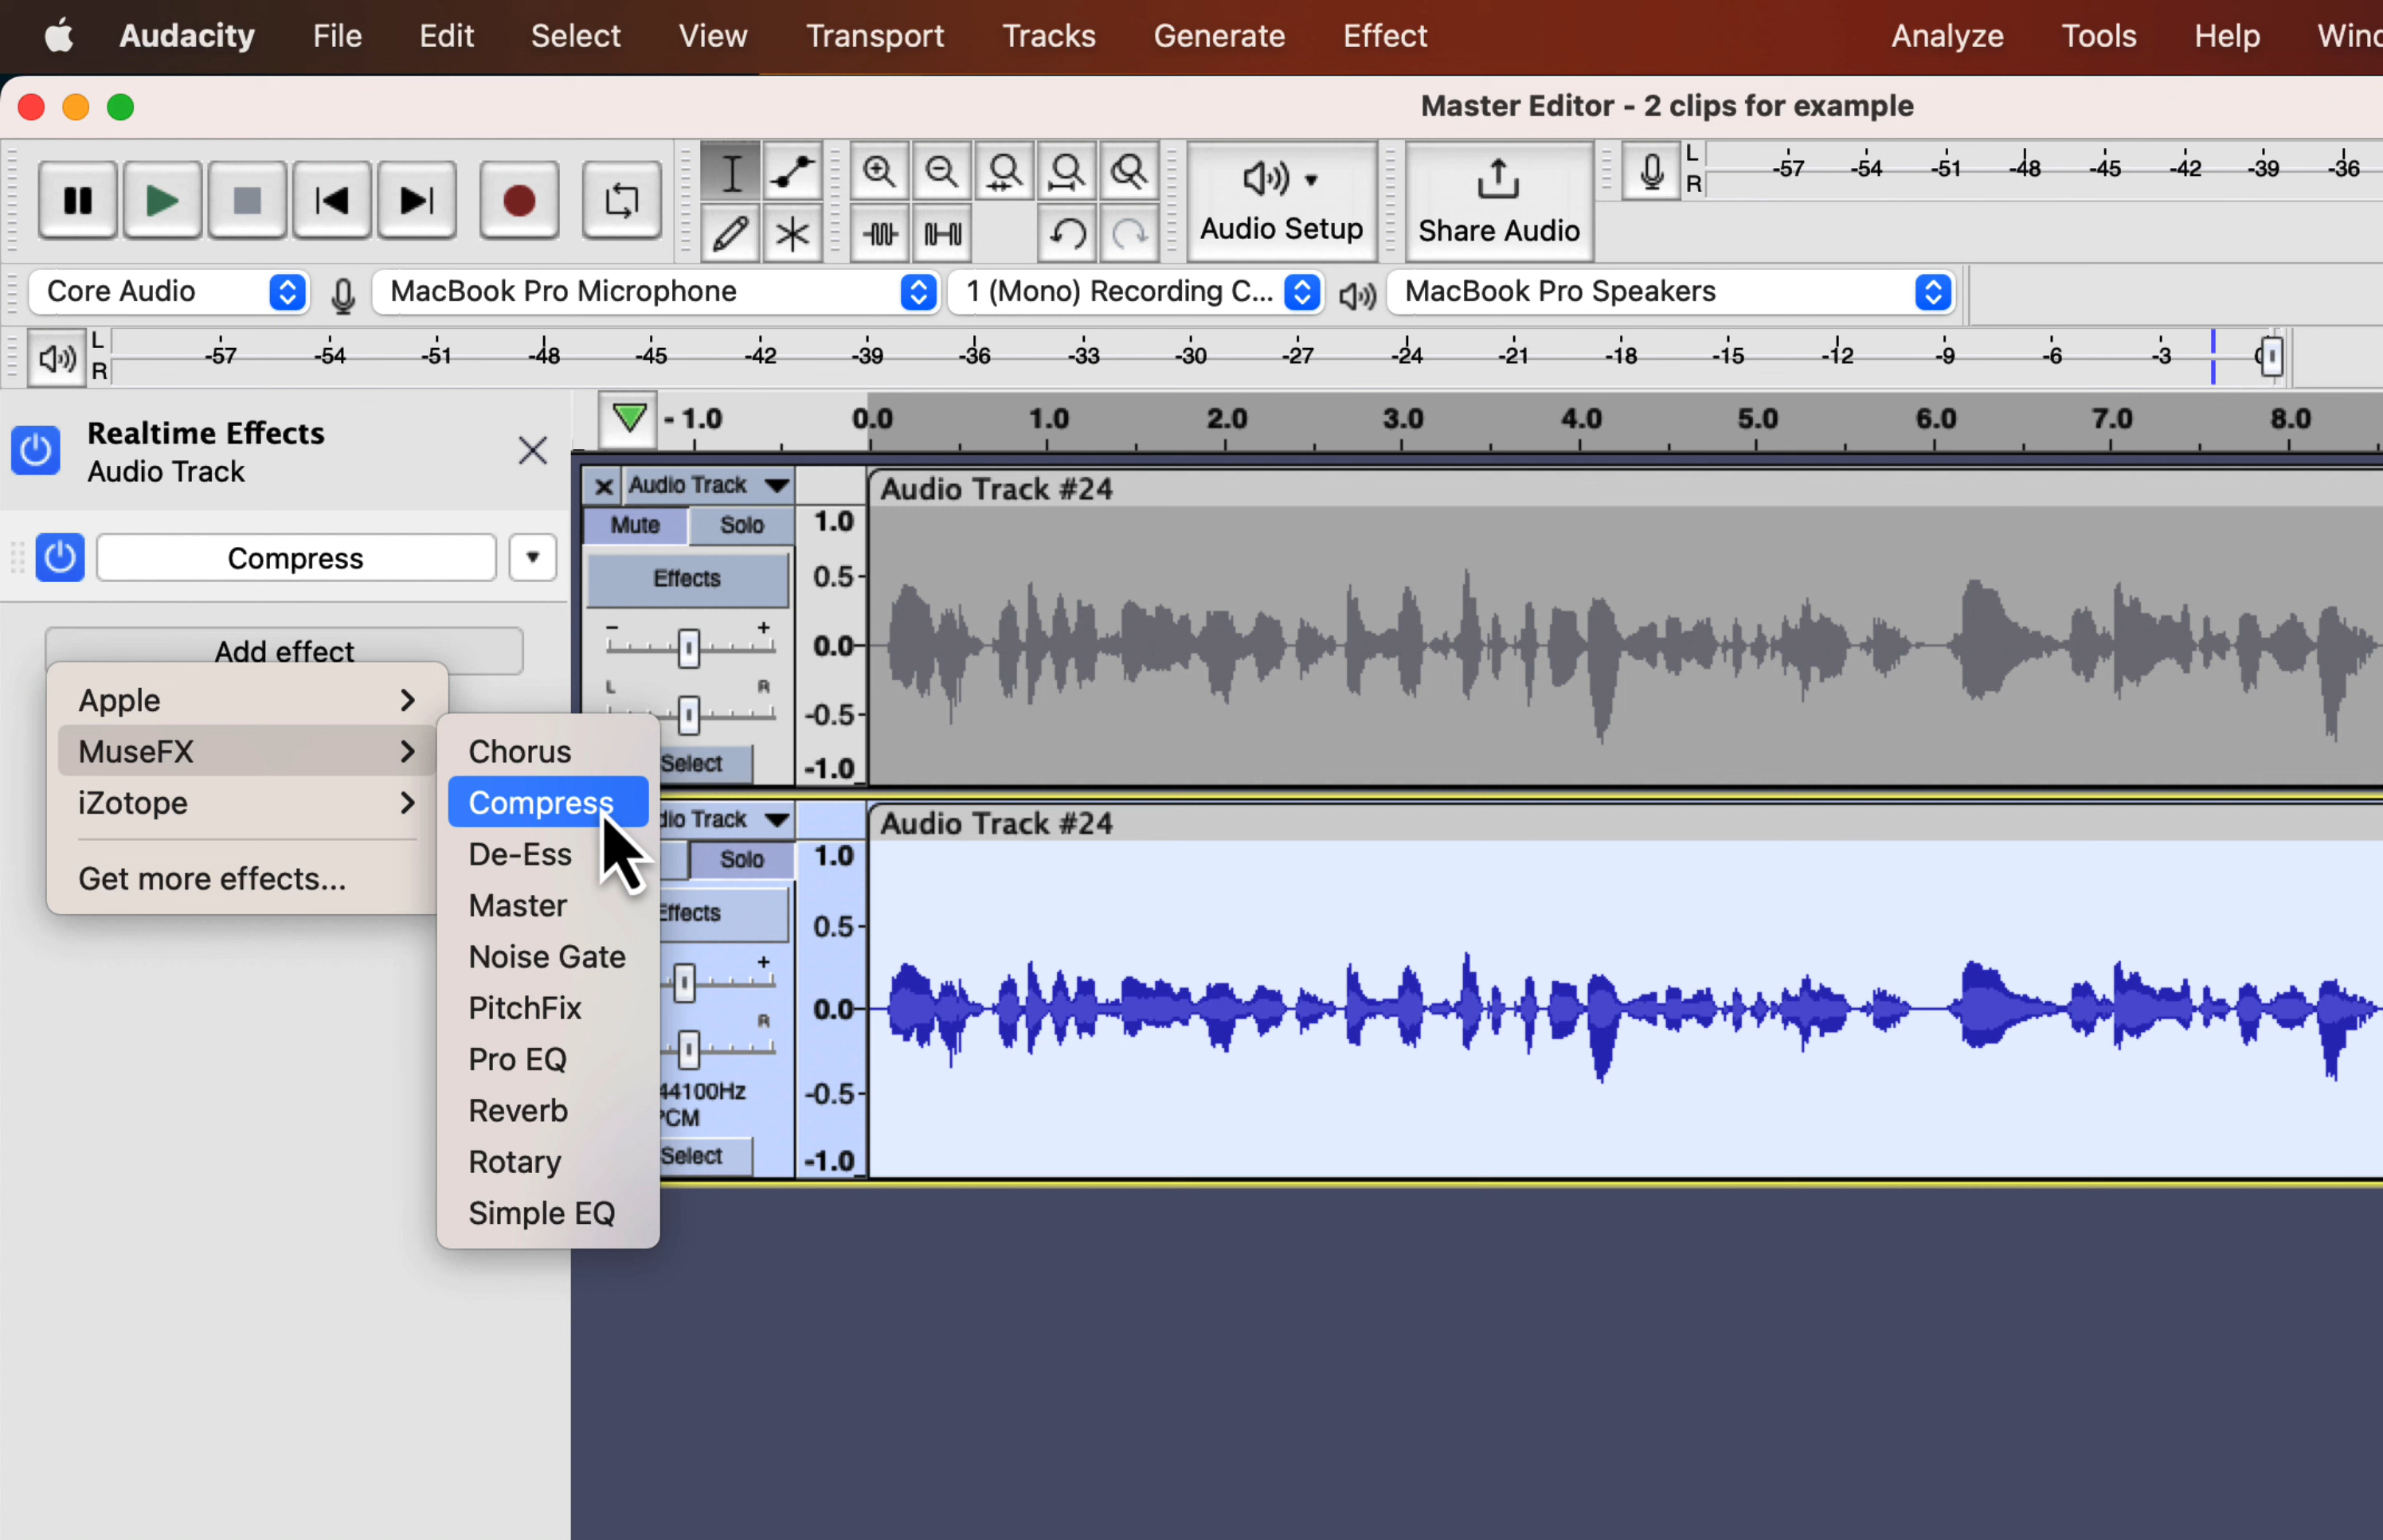 Audacity File Edit Select View Transport Tracks Generate Effect Analyze Tools Help Wind
Master Editor - 2 clips for example
Audio Setup
Share Audio
L
R
-57 -54 -51 -48 -45 -42 -39 -36
Core Audio
MacBook Pro Microphone
1 (Mono) Recording C...
MacBook Pro Speakers
L
R
-57 -54 -51 -48 -45 -42 -39 -36 -33 -30 -27 -24 -21 -18 -15 -12 -9 -6 -3
Realtime Effects
Audio Track
- 1.0 0.0 1.0 2.0 3.0 4.0 5.0 6.0 7.0 8.0
Compress
Add effect
Apple
MuseFX
iZotope
Get more effects...
Chorus
Compress
De-Ess
Master
Noise Gate
PitchFix
Pro EQ
Reverb
Rotary
Simple EQ
Audio Track
Mute Solo
Effects
- +
L R
Select
1.0
0.5
0.0
-0.5
-1.0
Audio Track #24
dio Track
Solo
Effects
+
R
44100Hz
PCM
Select
1.0
0.5
0.0
-0.5
-1.0
Audio Track #24